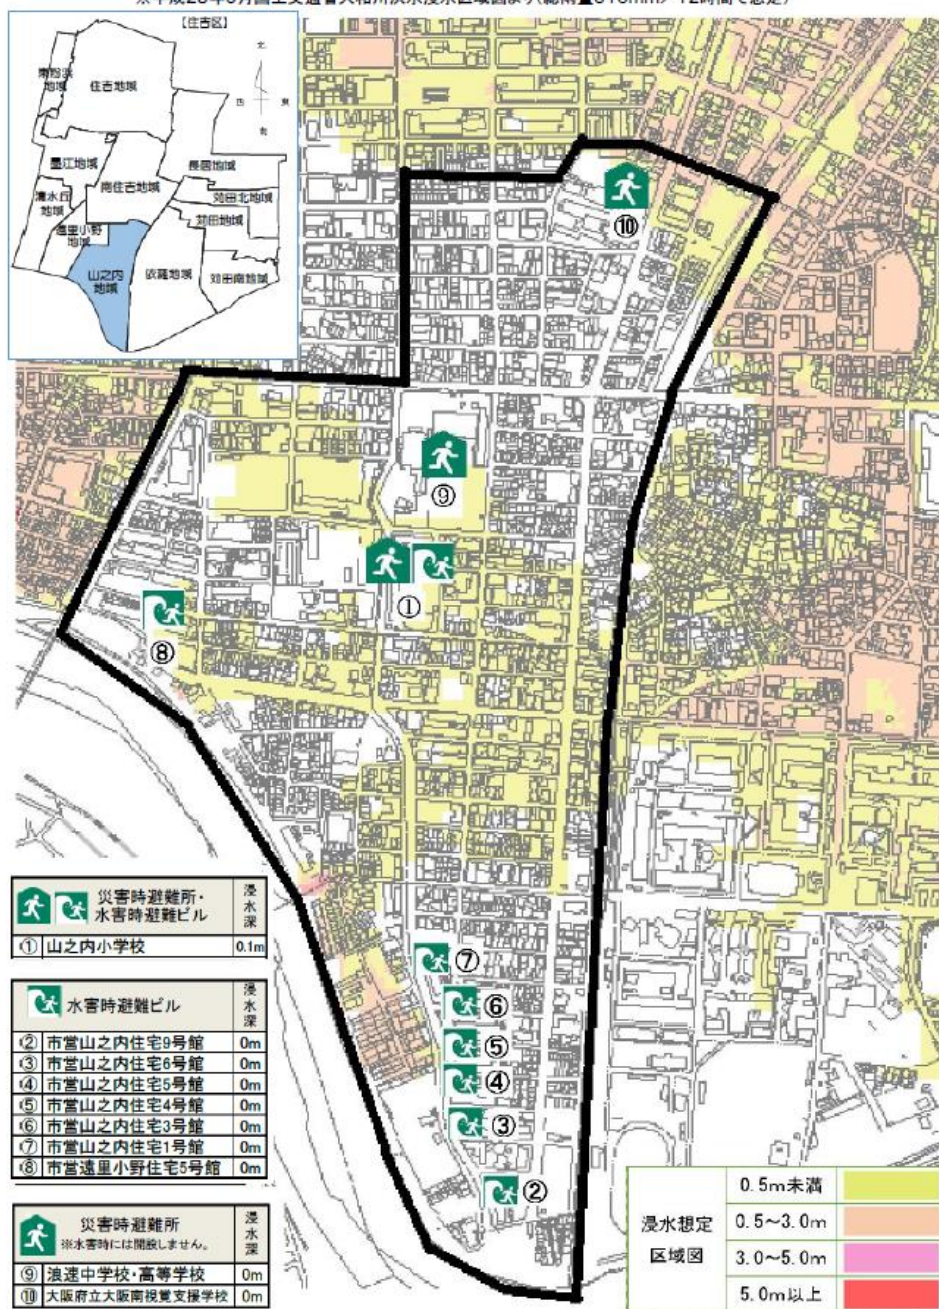 【住吉区】
北
西 東
南
住吉地域
墨江地域
長居地域
南住吉地域
清水丘
地域
苅田北地域
苅田地域
遠里小野
地域
山之内
地域
依羅地域
苅田南地域
⑩
⑨
①
⑧
⑦
⑥
⑤
④
③
②
災害時避難所・
水害時避難ビル
浸水深
① 山之内小学校 0.1m
水害時避難ビル
浸水深
② 市営山之内住宅9号館 0m
③ 市営山之内住宅6号館 0m
④ 市営山之内住宅5号館 0m
⑤ 市営山之内住宅4号館 0m
⑥ 市営山之内住宅3号館 0m
⑦ 市営山之内住宅1号館 0m
⑧ 市営遠里小野住宅5号館 0m
災害時避難所
※水害時には開設しません。
浸水深
⑨ 浪速中学校・高等学校 0m
⑩ 大阪府立大阪南視覚支援学校 0m
浸水想定
区域図
0.5m未満
0.5～3.0m
3.0～5.0m
5.0m以上